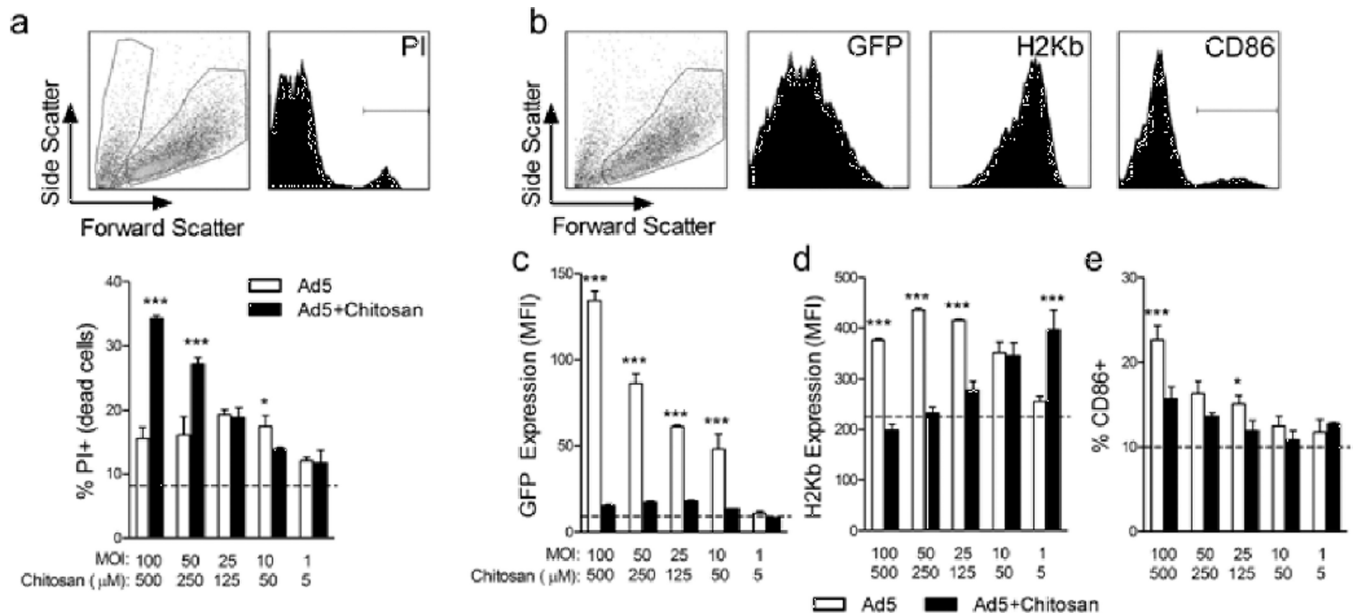 a
b
PI
GFP
H2Kb
CD86
Side Scatter
Forward Scatter
Side Scatter
Forward Scatter
% PI+ (dead cells)
40
30
20
10
0
***
***
*
Ad5
Ad5+Chitosan
MOI: 100 50 25 10 1
Chitosan (μM): 500 250 125 50 5
c
GFP Expression (MFI)
150
100
50
0
***
***
***
***
MOI: 100 50 25 10 1
Chitosan (μM): 500 250 125 50 5
d
H2Kb Expression (MFI)
500
400
300
200
100
0
***
***
***
***
100 50 25 10 1
500 250 125 50 5
e
% CD86+
30
20
10
0
***
*
100 50 25 10 1
500 250 125 50 5
Ad5 Ad5+Chitosan